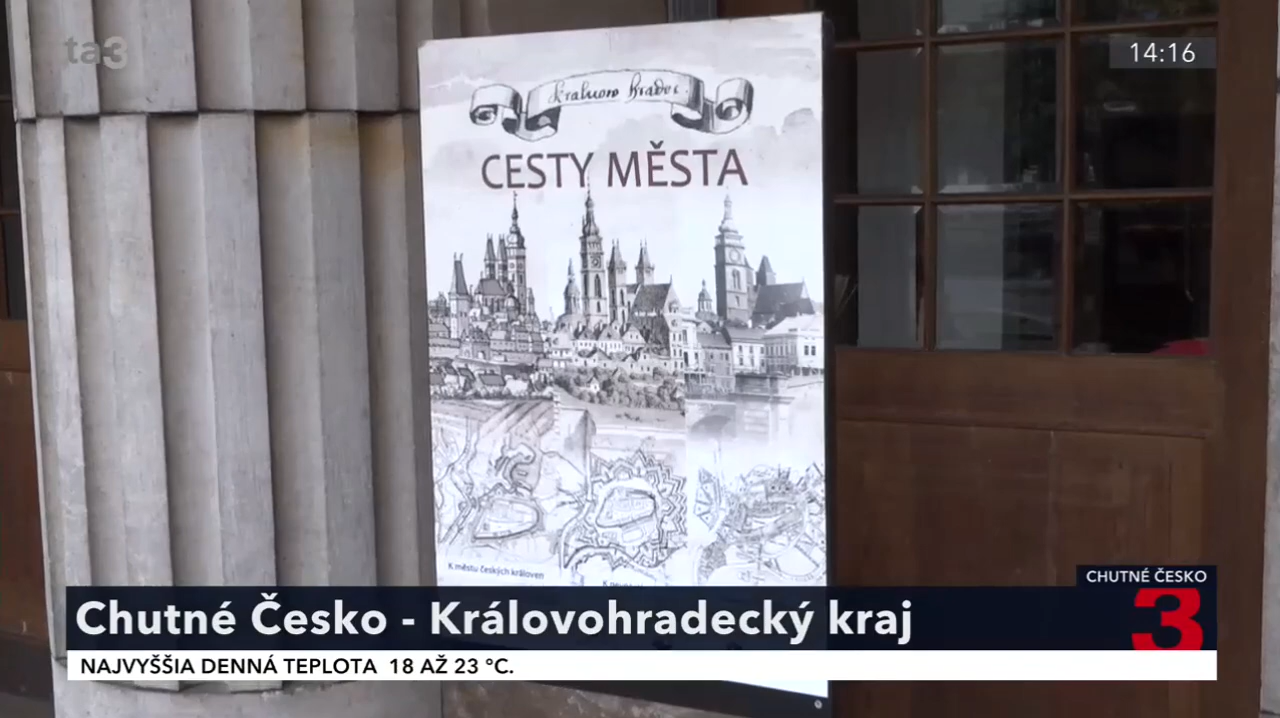 ta3
14:16
Kraluow hradec
CESTY MĚSTA
K městu českých královen
CHUTNÉ ČESKO
3
Chutné Česko - Královohradecký kraj
NAJVYŠŠIA DENNÁ TEPLOTA 18 AŽ 23 °C.